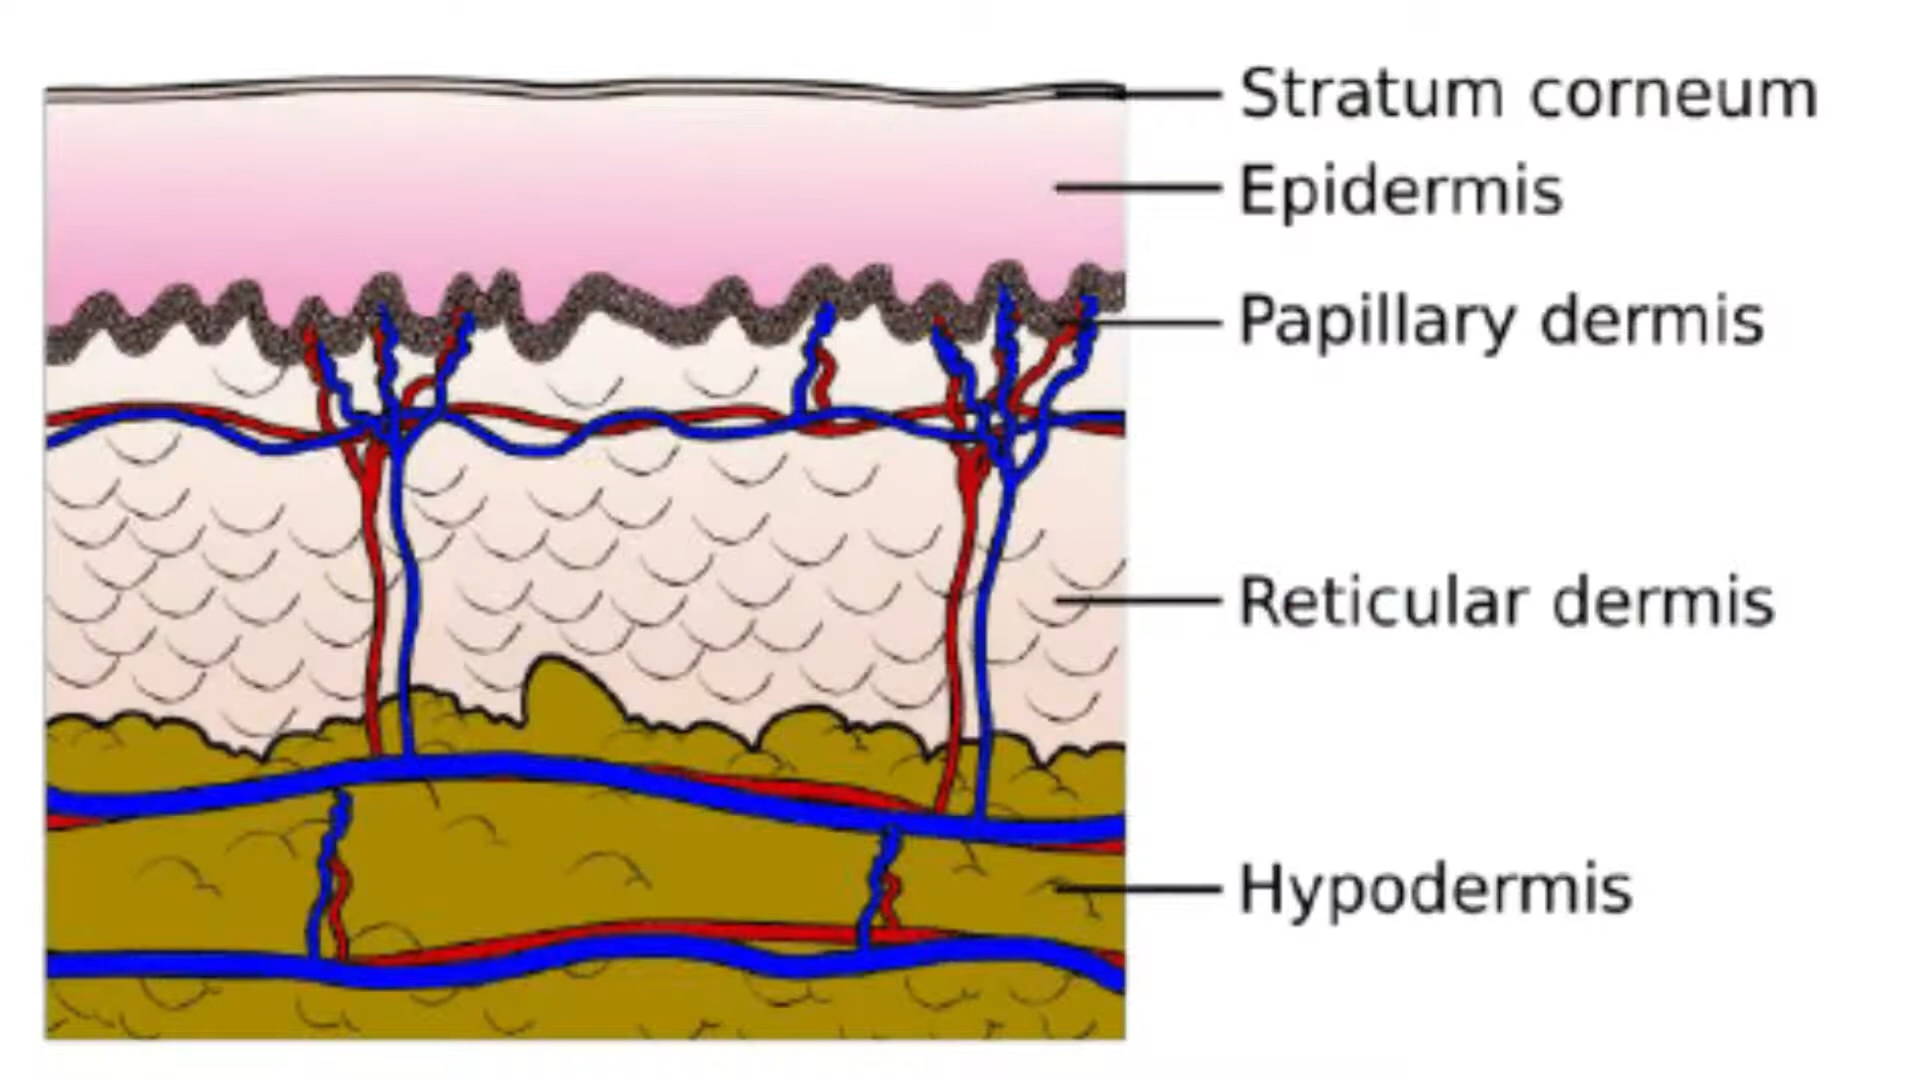 Stratum corneum
Epidermis
Papillary dermis
Reticular dermis
Hypodermis